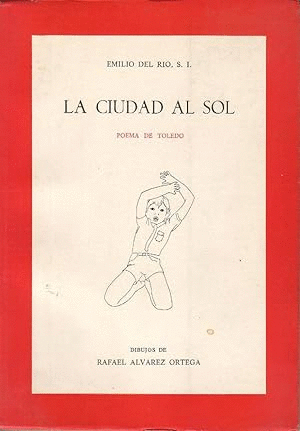 EMILIO DEL RIO, S. I.
LA CIUDAD AL SOL
POEMA DE TOLEDO
DIBUJOS DE
RAFAEL ALVAREZ ORTEGA